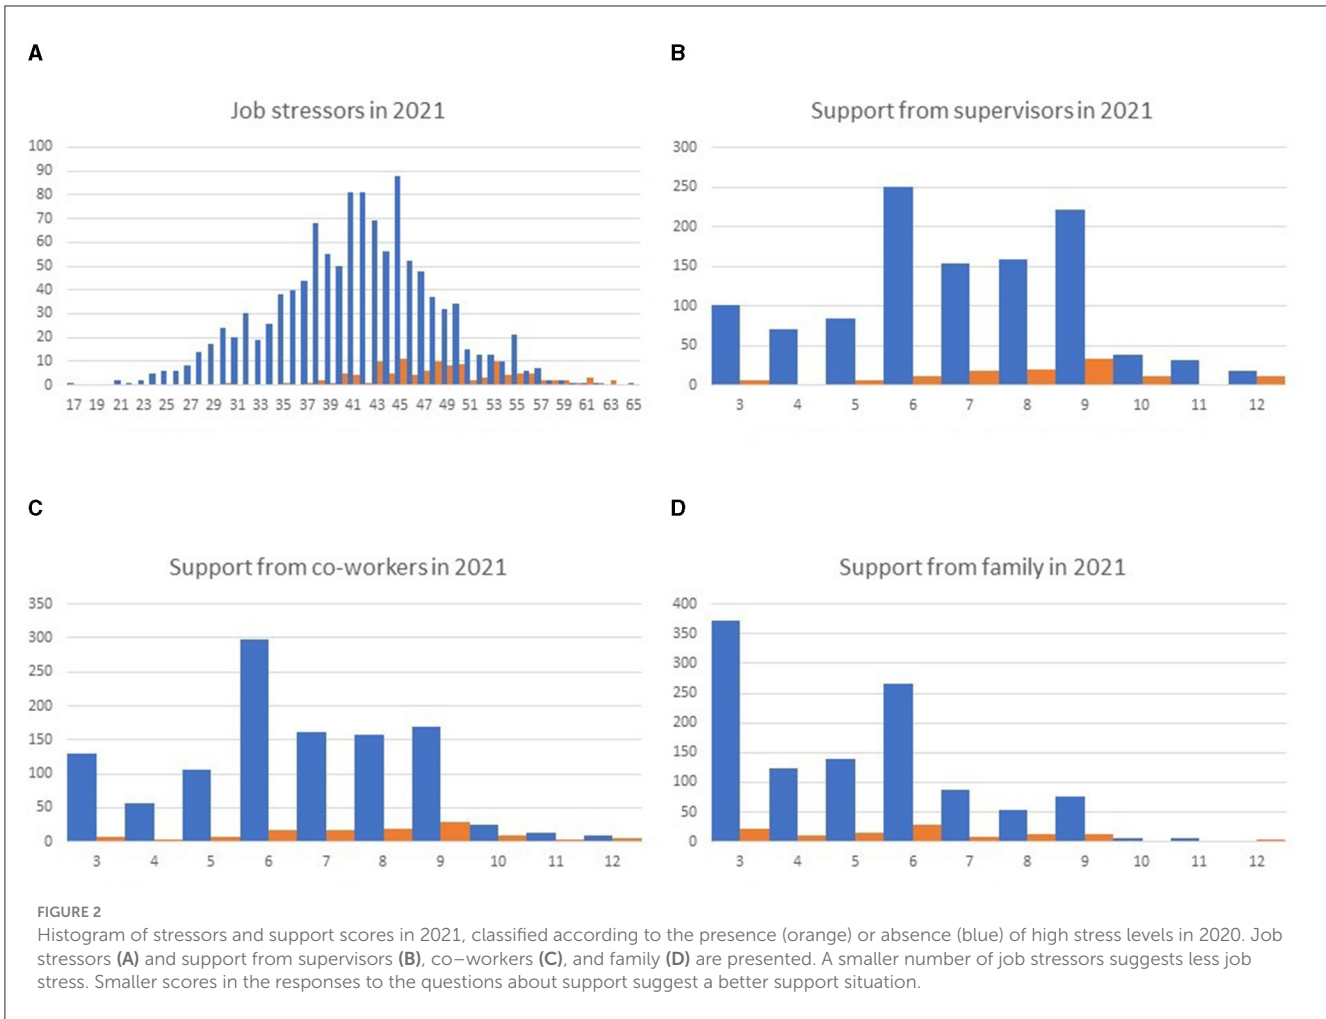 A
Job stressors in 2021
100
90
80
70
60
50
40
30
20
10
0
17 19 21 23 25 27 29 31 33 35 37 39 41 43 45 47 49 51 53 55 57 59 61 63 65
B
Support from supervisors in 2021
300
250
200
150
100
50
0
3 4 5 6 7 8 9 10 11 12
C
Support from co-workers in 2021
350
300
250
200
150
100
50
0
3 4 5 6 7 8 9 10 11 12
D
Support from family in 2021
400
350
300
250
200
150
100
50
0
3 4 5 6 7 8 9 10 11 12
FIGURE 2
Histogram of stressors and support scores in 2021, classified according to the presence (orange) or absence (blue) of high stress levels in 2020. Job
stressors (A) and support from supervisors (B), co–workers (C), and family (D) are presented. A smaller number of job stressors suggests less job
stress. Smaller scores in the responses to the questions about support suggest a better support situation.